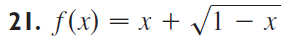 21. f(x) = x + √(1 − x)